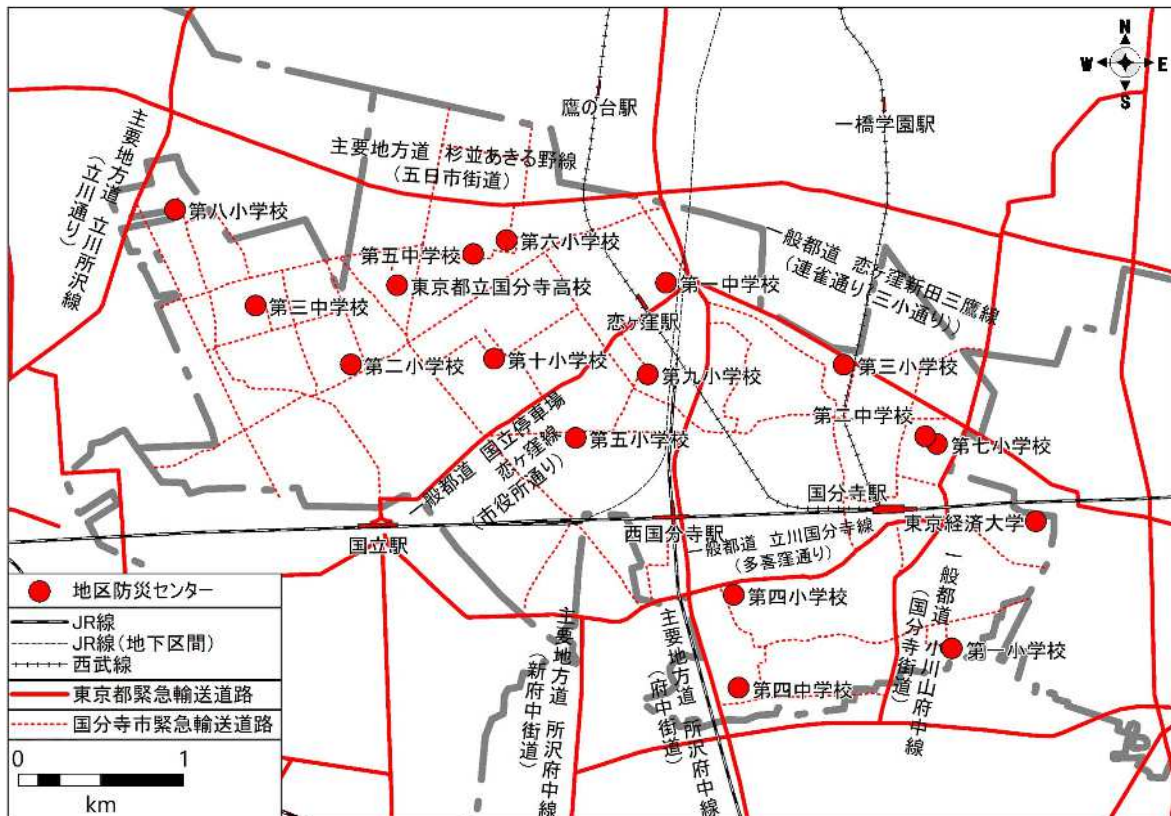 N
W E
S
鷹の台駅
一橋学園駅
主要地方道 杉並あきる野線
(五日市街道)
主要地方道 立川所沢線
(立川通り)
第八小学校
第六小学校
第五中学校
東京都立国分寺高校
第三中学校
第一中学校
一般都道 恋ヶ窪新田三鷹線
(連雀通り(三小通り))
恋ヶ窪駅
第二小学校
第十小学校
第九小学校
第三小学校
第二中学校
第七小学校
第五小学校
一般都道 国立停車場
恋ヶ窪線
(市役所通り)
国分寺駅
東京経済大学
国立駅
西国分寺駅
一般都道 立川国分寺線
(多喜窪通り)
第四小学校
第一小学校
第四中学校
一般都道 小川山府中線
(国分寺街道)
主要地方道 所沢府中線
(新府中街道)
主要地方道 所沢府中線
(府中街道)
地区防災センター
JR線
JR線(地下区間)
西武線
東京都緊急輸送道路
国分寺市緊急輸送道路
0 1
km